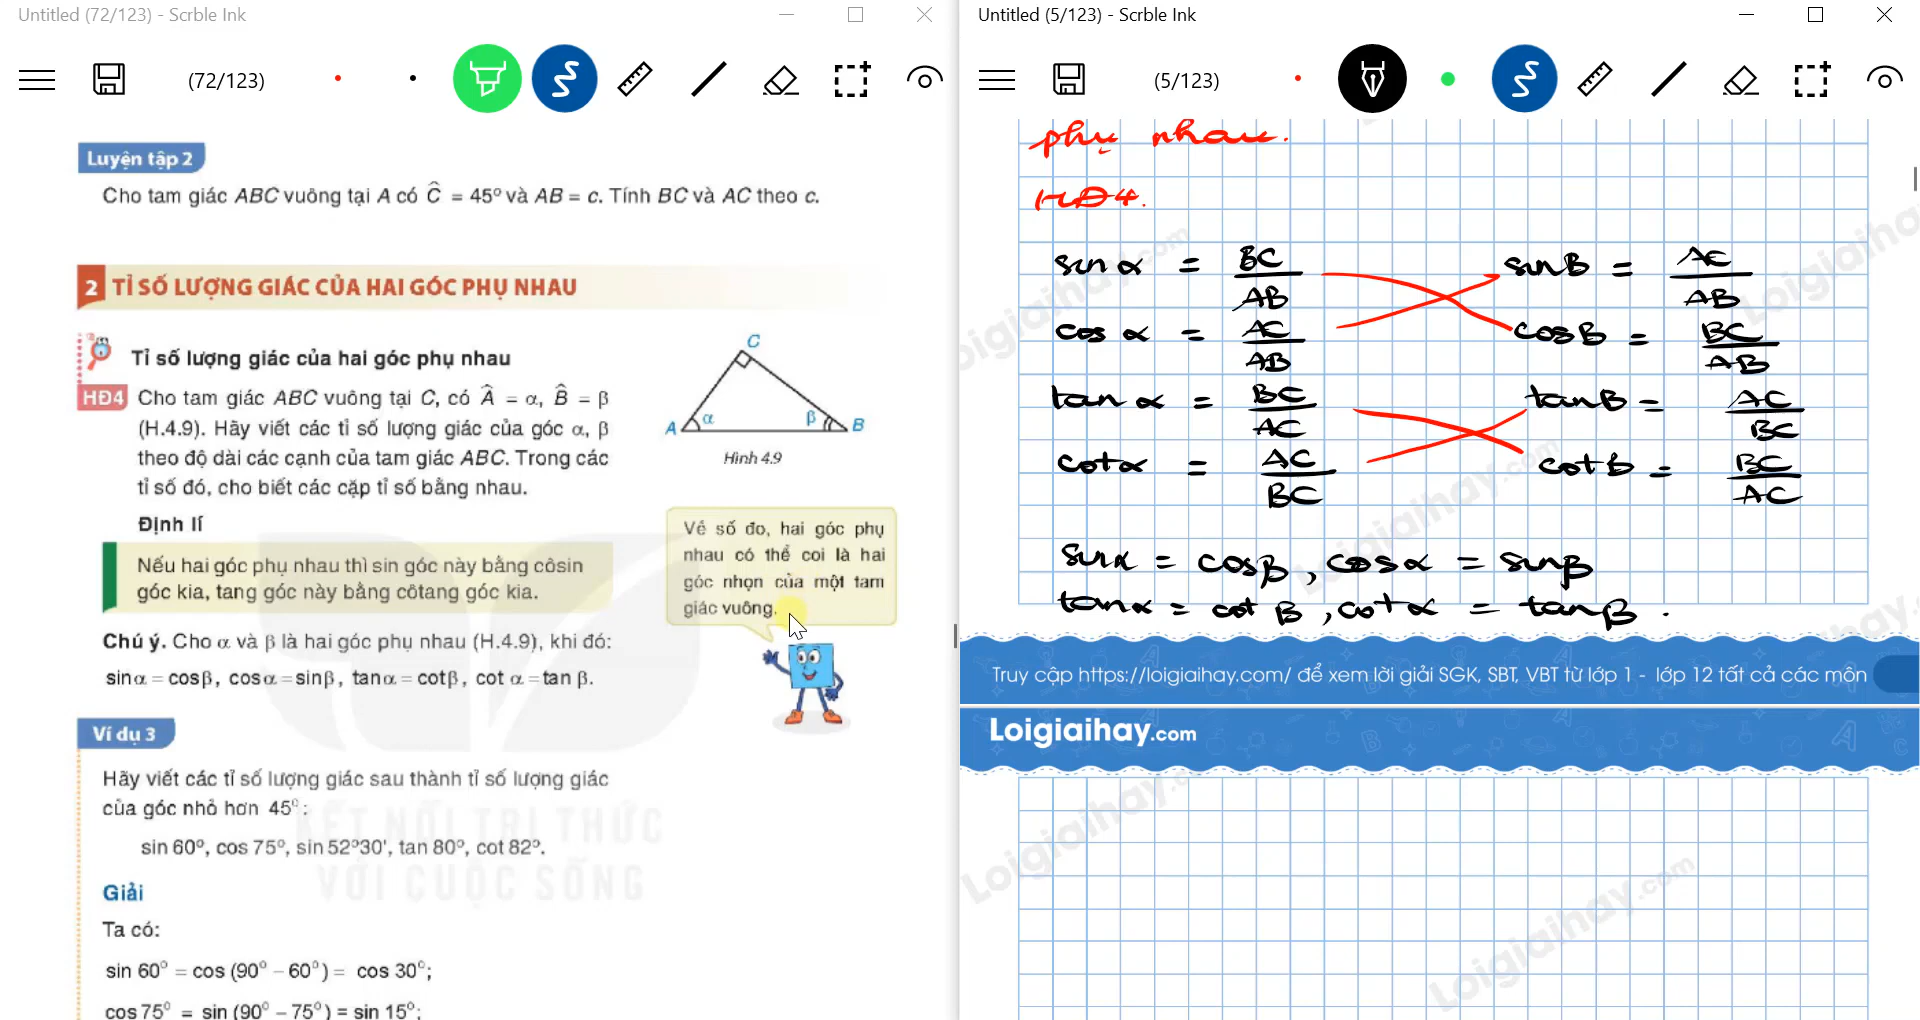 Untitled (72/123) - Scrble Ink
(72/123)
Luyện tập 2
Cho tam giác ABC vuông tại A có Ĉ = 45° và AB = c. Tính BC và AC theo c.
2 TỈ SỐ LƯỢNG GIÁC CỦA HAI GÓC PHỤ NHAU
Tỉ số lượng giác của hai góc phụ nhau
HĐ4 Cho tam giác ABC vuông tại C, có Â = α, B̂ = β
(H.4.9). Hãy viết các tỉ số lượng giác của góc α, β
theo độ dài các cạnh của tam giác ABC. Trong các
tỉ số đó, cho biết các cặp tỉ số bằng nhau.
C
A α β B
Hình 4.9
Định lí
Nếu hai góc phụ nhau thì sin góc này bằng côsin
góc kia, tang góc này bằng côtang góc kia.
Về số đo, hai góc phụ
nhau có thể coi là hai
góc nhọn của một tam
giác vuông.
Chú ý. Cho α và β là hai góc phụ nhau (H.4.9), khi đó:
sinα = cosβ, cosα = sinβ, tanα = cotβ, cot α = tan β.
Ví dụ 3
Hãy viết các tỉ số lượng giác sau thành tỉ số lượng giác
của góc nhỏ hơn 45°:
sin 60°, cos 75°, sin 52°30', tan 80°, cot 82°.
KẾT NỐI TRI THỨC
VỚI CUỘC SỐNG
Giải
Ta có:
sin 60° = cos (90° – 60°) = cos 30°;
cos 75° = sin (90° – 75°) = sin 15°;
Untitled (5/123) - Scrble Ink
(5/123)
phụ nhau.
HĐ4.
sin α = BC/AB sin β = AC/AB
cos α = AC/AB cos β = BC/AB
tan α = BC/AC tan β = AC/BC
cot α = AC/BC cot β = BC/AC
sin α = cos β, cos α = sin β
tan α = cot β, cot α = tan β.
Truy cập https://loigiaihay.com/ để xem lời giải SGK, SBT, VBT từ lớp 1 - lớp 12 tất cả các môn
Loigiaihay.com
Loigiaihay.com
Loigiaihay.com